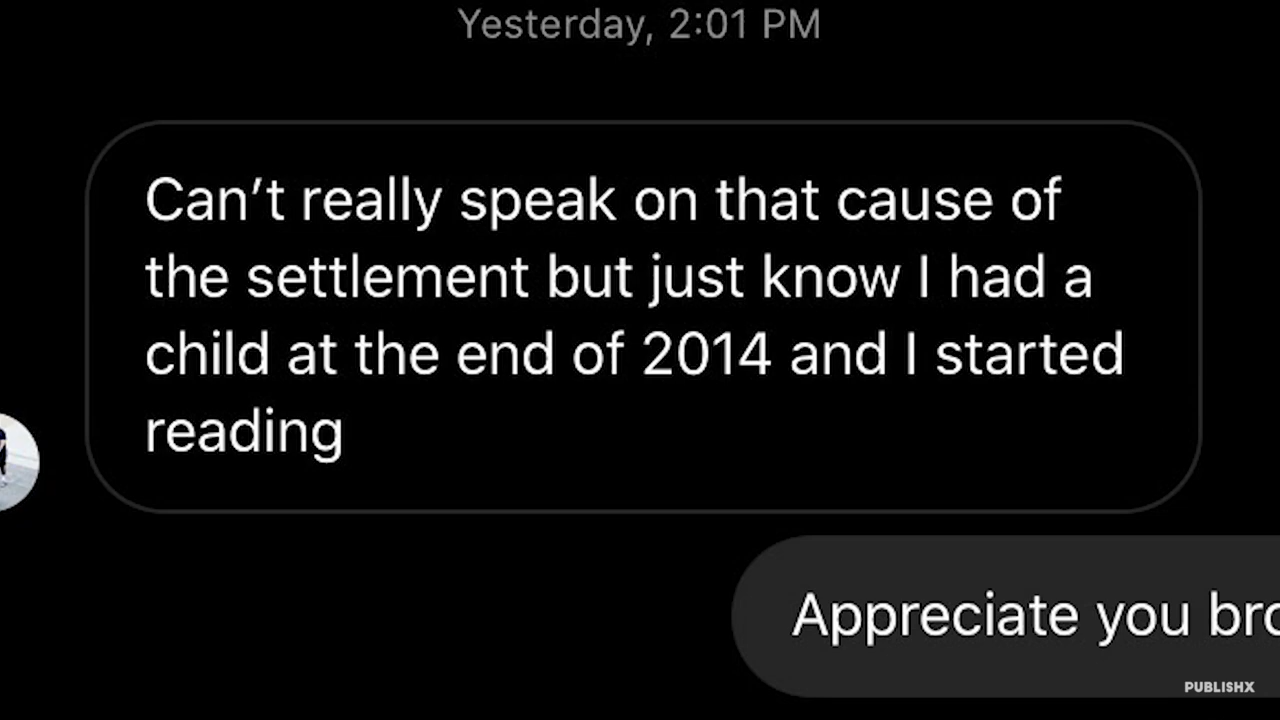 Yesterday, 2:01 PM
Can’t really speak on that cause of
the settlement but just know I had a
child at the end of 2014 and I started
reading
Appreciate you bro
PUBLISHX